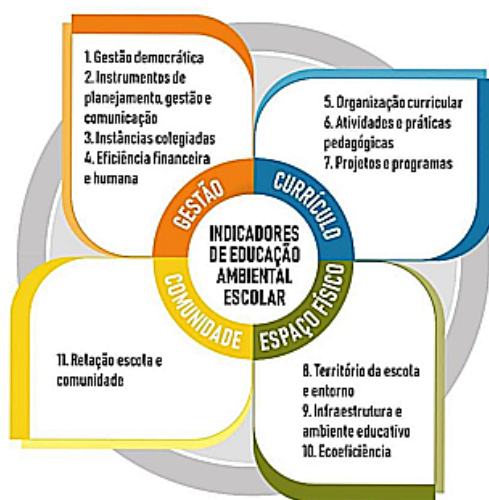 1. Gestão democrática
2. Instrumentos de
planejamento, gestão e
comunicação
3. Instâncias colegiadas
4. Eficiência financeira
e humana
5. Organização curricular
6. Atividades e práticas
pedagógicas
7. Projetos e programas
GESTÃO
CURRÍCULO
INDICADORES
DE EDUCAÇÃO
AMBIENTAL
ESCOLAR
COMUNIDADE
ESPAÇO FÍSICO
11. Relação escola e
comunidade
8. Território da escola
e entorno
9. Infraestrutura e
ambiente educativo
10. Ecoeficiência